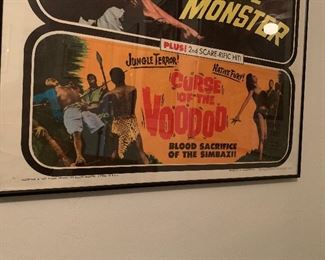 MONSTER
PLUS! 2nd SCARE-RIFIC HIT!
JUNGLE TERROR!
NATIVE FURY!
CURSE
OF THE
VOODOO
BLOOD SACRIFICE
OF THE SIMBAZI!